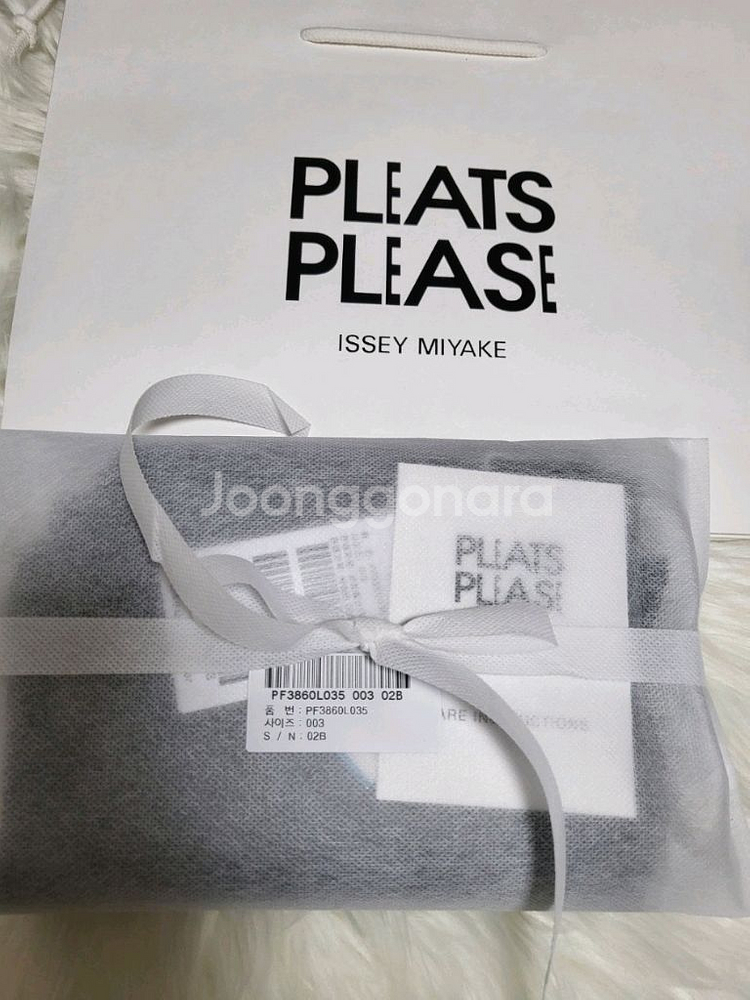 PLEATS
PLEASE
ISSEY MIYAKE
Joonggonara
PLEATS
PLEASE
PF3860L035 003 02B
품 번 : PF3860L035
사이즈 : 003
S / N : 02B